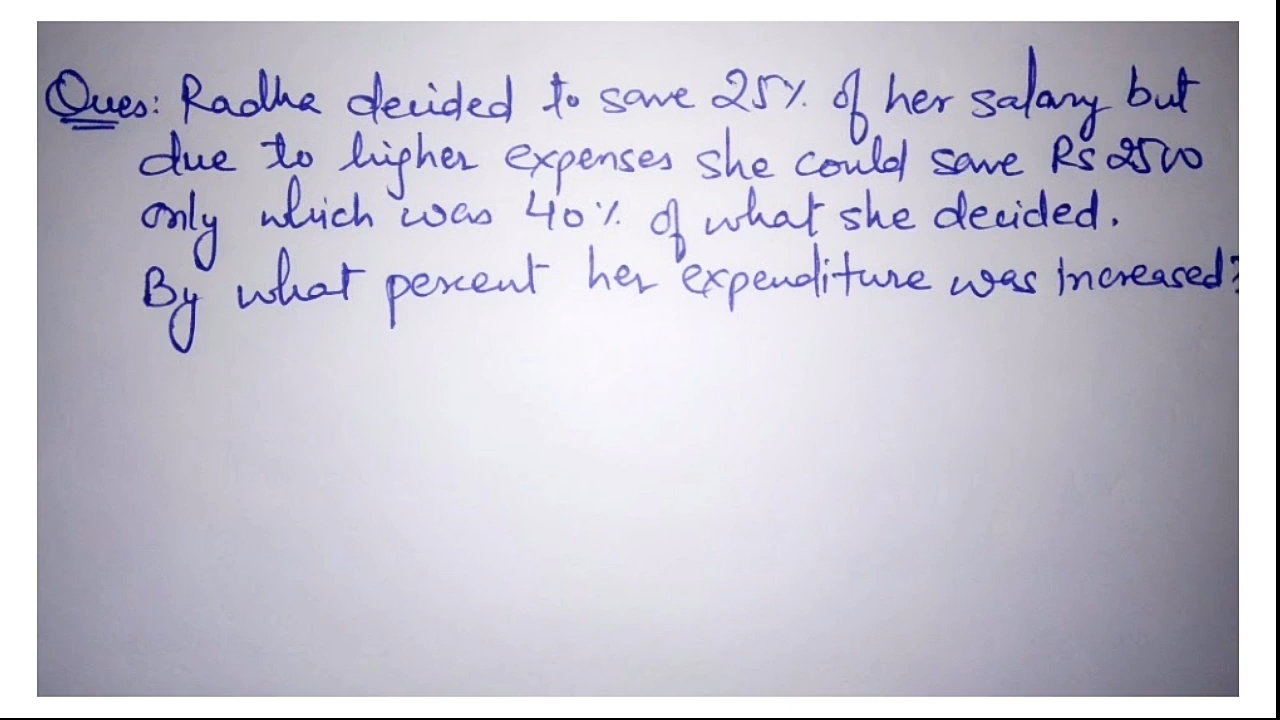 Ques: Radha decided to save 25% of her salary but
due to higher expenses she could save Rs 2500
only which was 40% of what she decided.
By what percent her expenditure was increased?